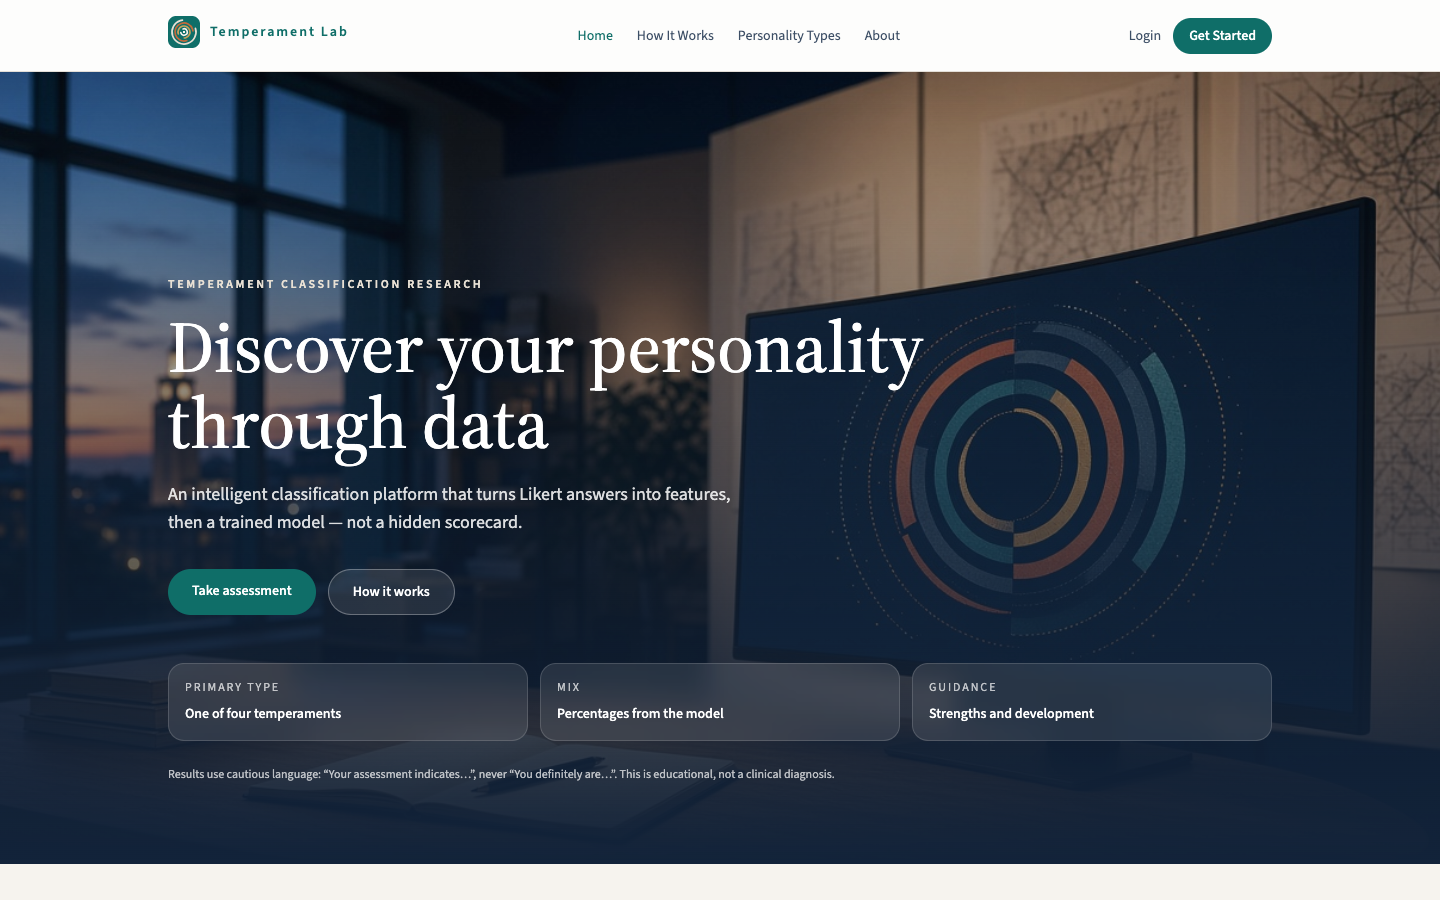 Temperament Lab
Home
How It Works
Personality Types
About
Login
Get Started
TEMPERAMENT CLASSIFICATION RESEARCH
Discover your personality
through data
An intelligent classification platform that turns Likert answers into features,
then a trained model — not a hidden scorecard.
Take assessment
How it works
PRIMARY TYPE
One of four temperaments
MIX
Percentages from the model
GUIDANCE
Strengths and development
Results use cautious language: “Your assessment indicates…”, never “You definitely are…”. This is educational, not a clinical diagnosis.